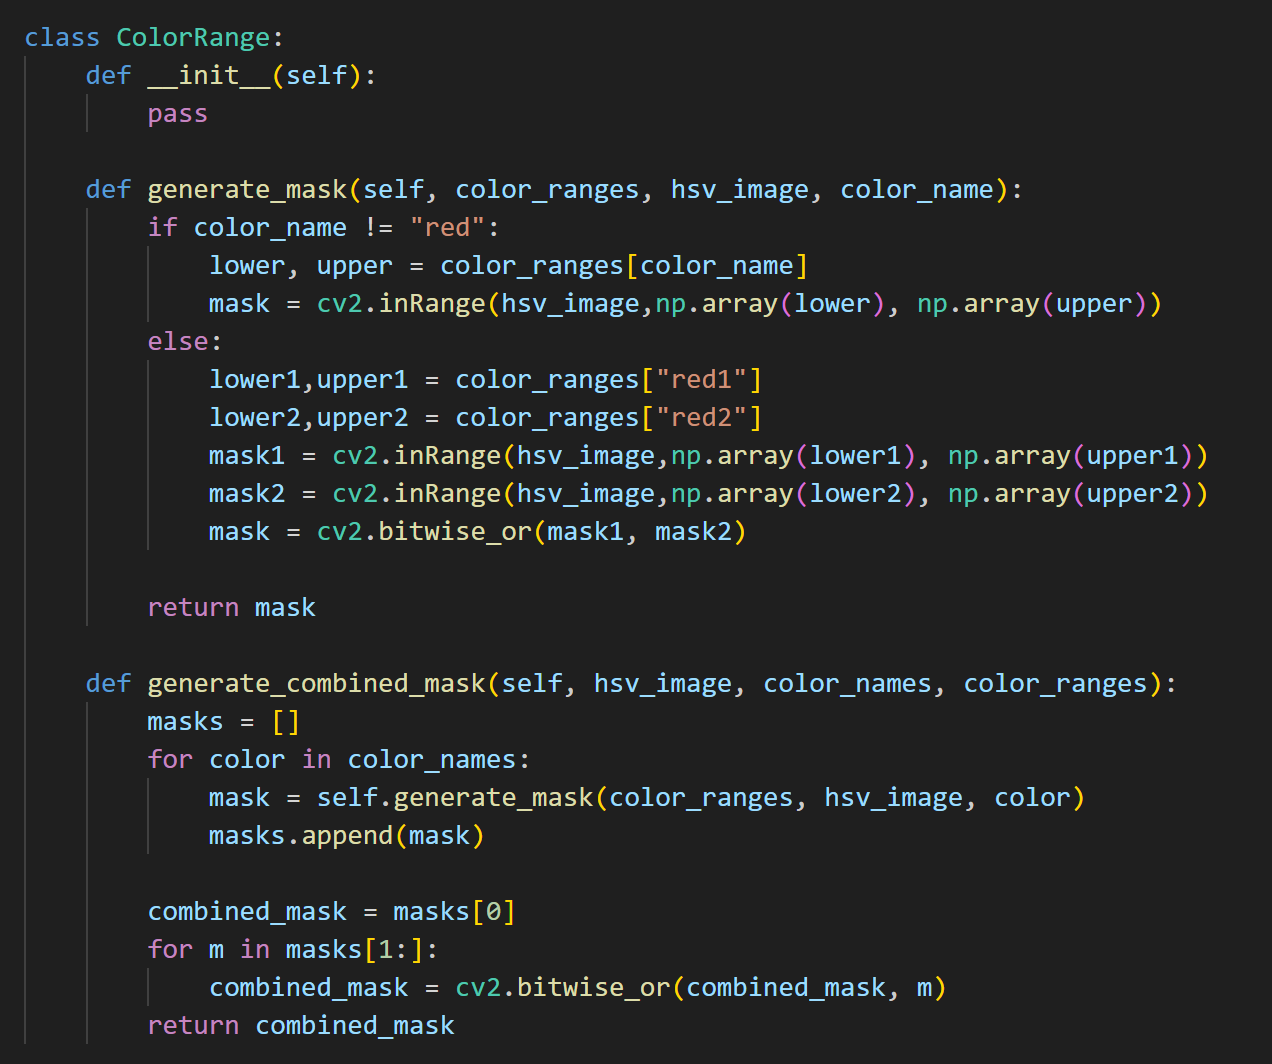 class ColorRange:
    def __init__(self):
        pass

    def generate_mask(self, color_ranges, hsv_image, color_name):
        if color_name != "red":
            lower, upper = color_ranges[color_name]
            mask = cv2.inRange(hsv_image,np.array(lower), np.array(upper))
        else:
            lower1,upper1 = color_ranges["red1"]
            lower2,upper2 = color_ranges["red2"]
            mask1 = cv2.inRange(hsv_image,np.array(lower1), np.array(upper1))
            mask2 = cv2.inRange(hsv_image,np.array(lower2), np.array(upper2))
            mask = cv2.bitwise_or(mask1, mask2)

        return mask

    def generate_combined_mask(self, hsv_image, color_names, color_ranges):
        masks = []
        for color in color_names:
            mask = self.generate_mask(color_ranges, hsv_image, color)
            masks.append(mask)

        combined_mask = masks[0]
        for m in masks[1:]:
            combined_mask = cv2.bitwise_or(combined_mask, m)
        return combined_mask